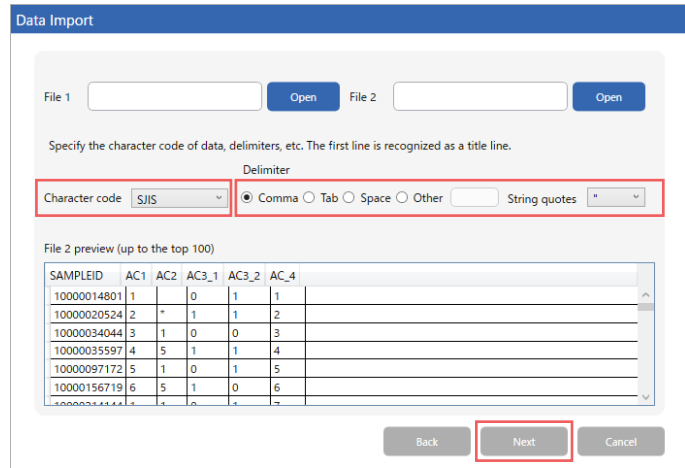 Data Import
File 1 Open File 2 Open
Specify the character code of data, delimiters, etc. The first line is recognized as a title line.
Delimiter
Character code SJIS Comma Tab Space Other String quotes "
File 2 preview (up to the top 100)
SAMPLEID AC1 AC2 AC3_1 AC3_2 AC_4
10000014801 1 0 1 1
10000020524 2 * 1 1 2
10000034044 3 1 0 0 3
10000035597 4 5 1 1 4
10000097172 5 1 0 1 5
10000156719 6 5 1 0 6
Back Next Cancel